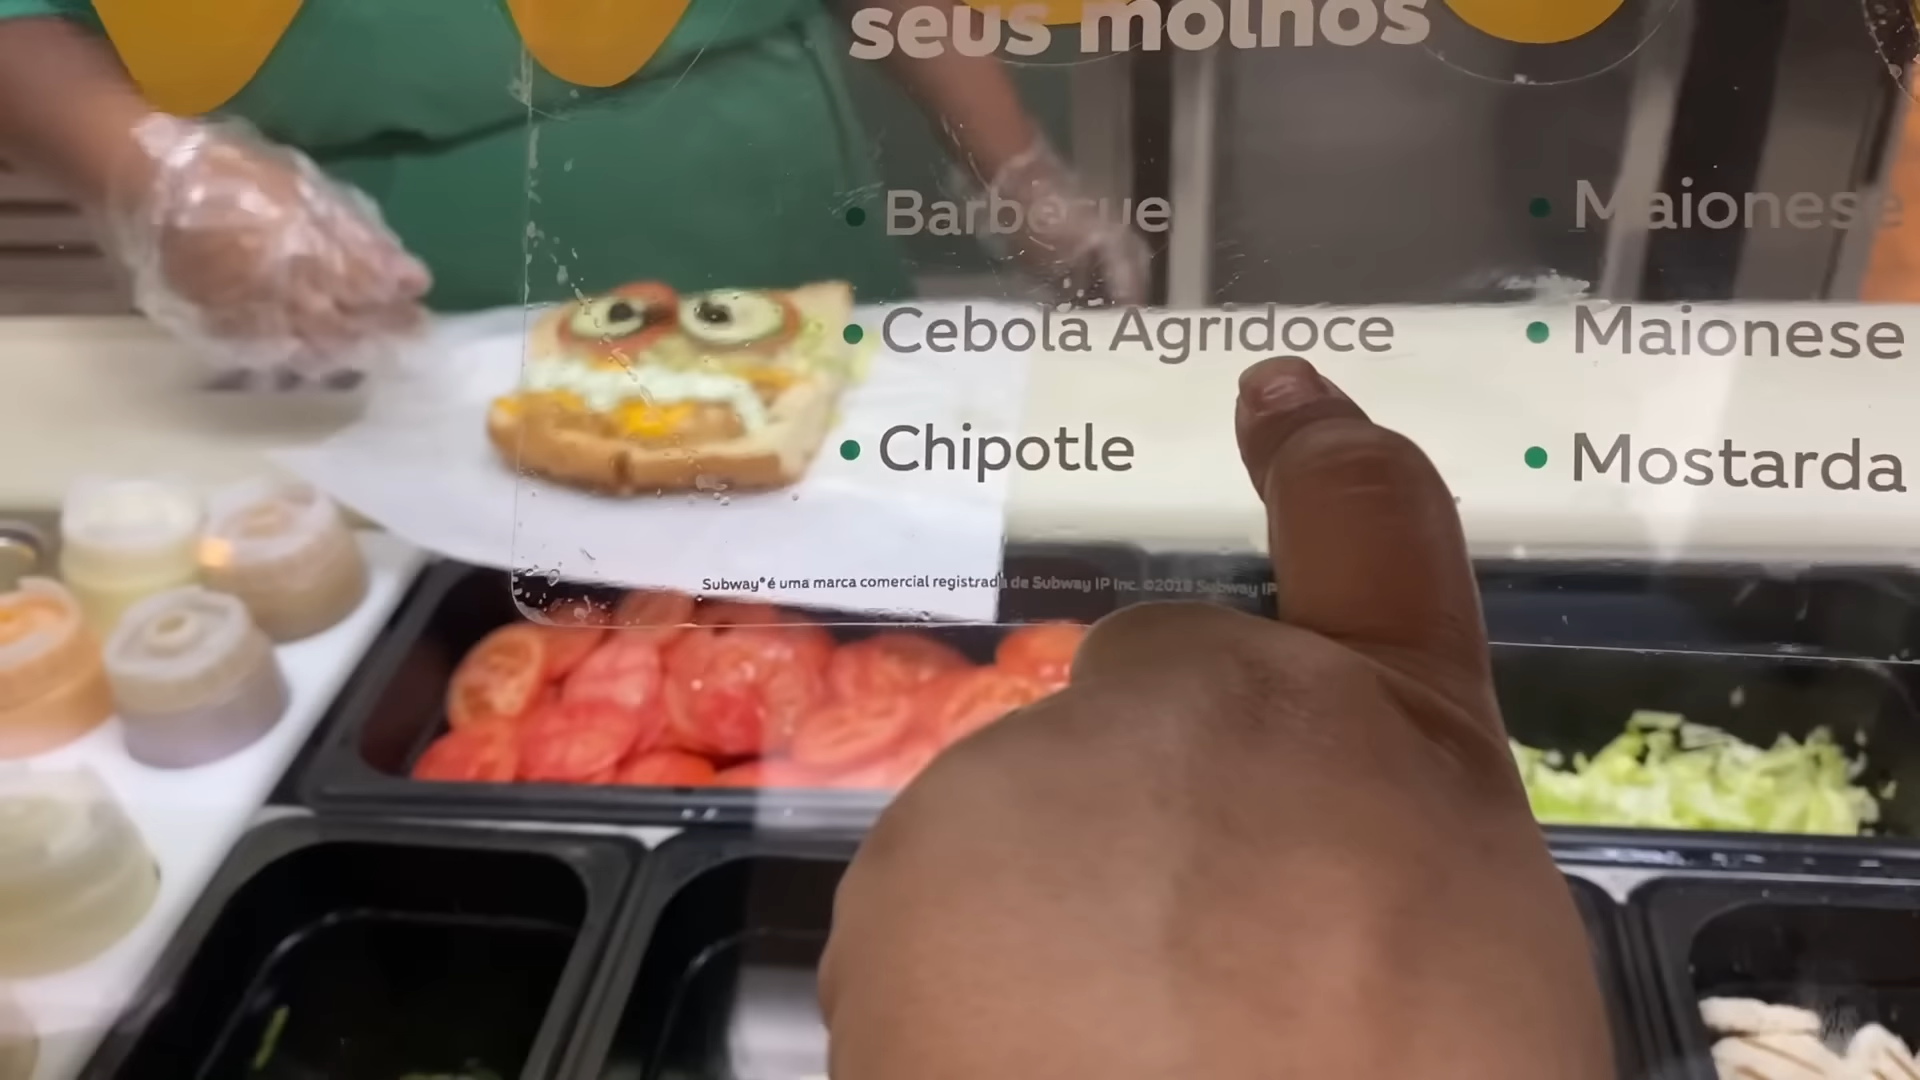 seus molhos
• Barbecue
• Maionese
• Cebola Agridoce
• Maionese
• Chipotle
• Mostarda
Subway® é uma marca comercial registrada de Subway IP Inc. ©2018 Subway IP